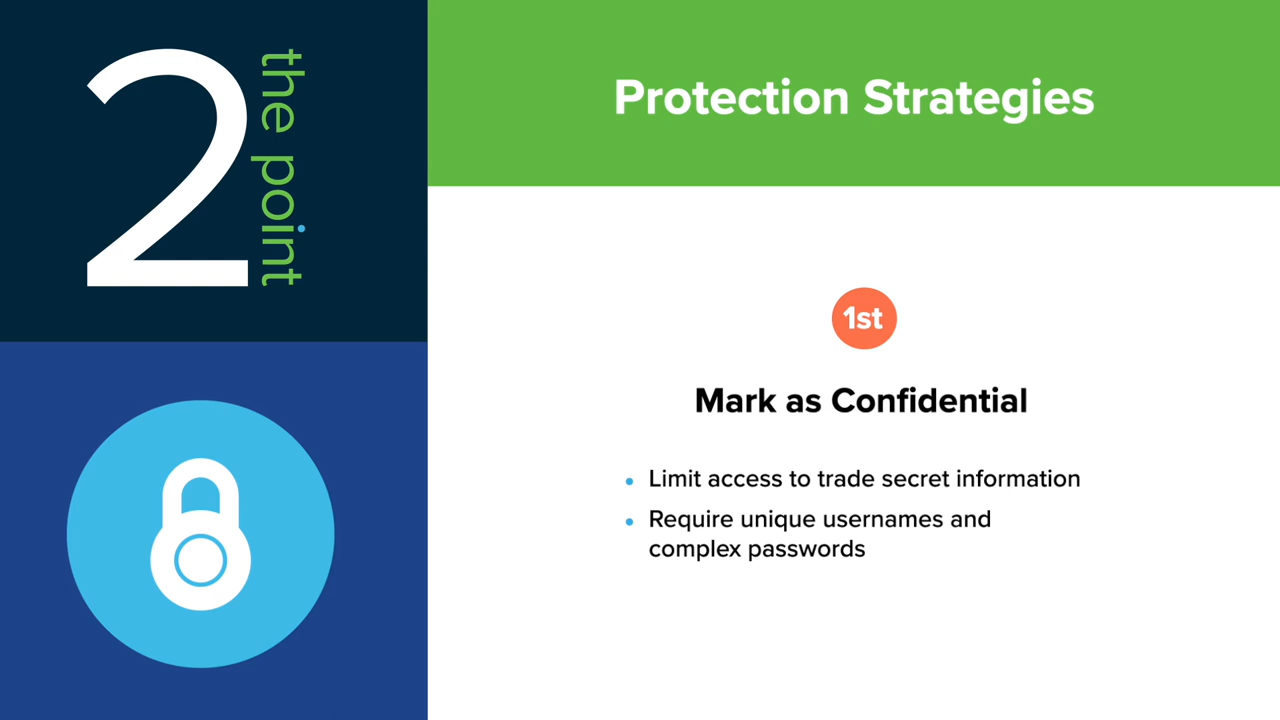 2
the point
Protection Strategies
1st
Mark as Confidential
• Limit access to trade secret information
• Require unique usernames and
complex passwords